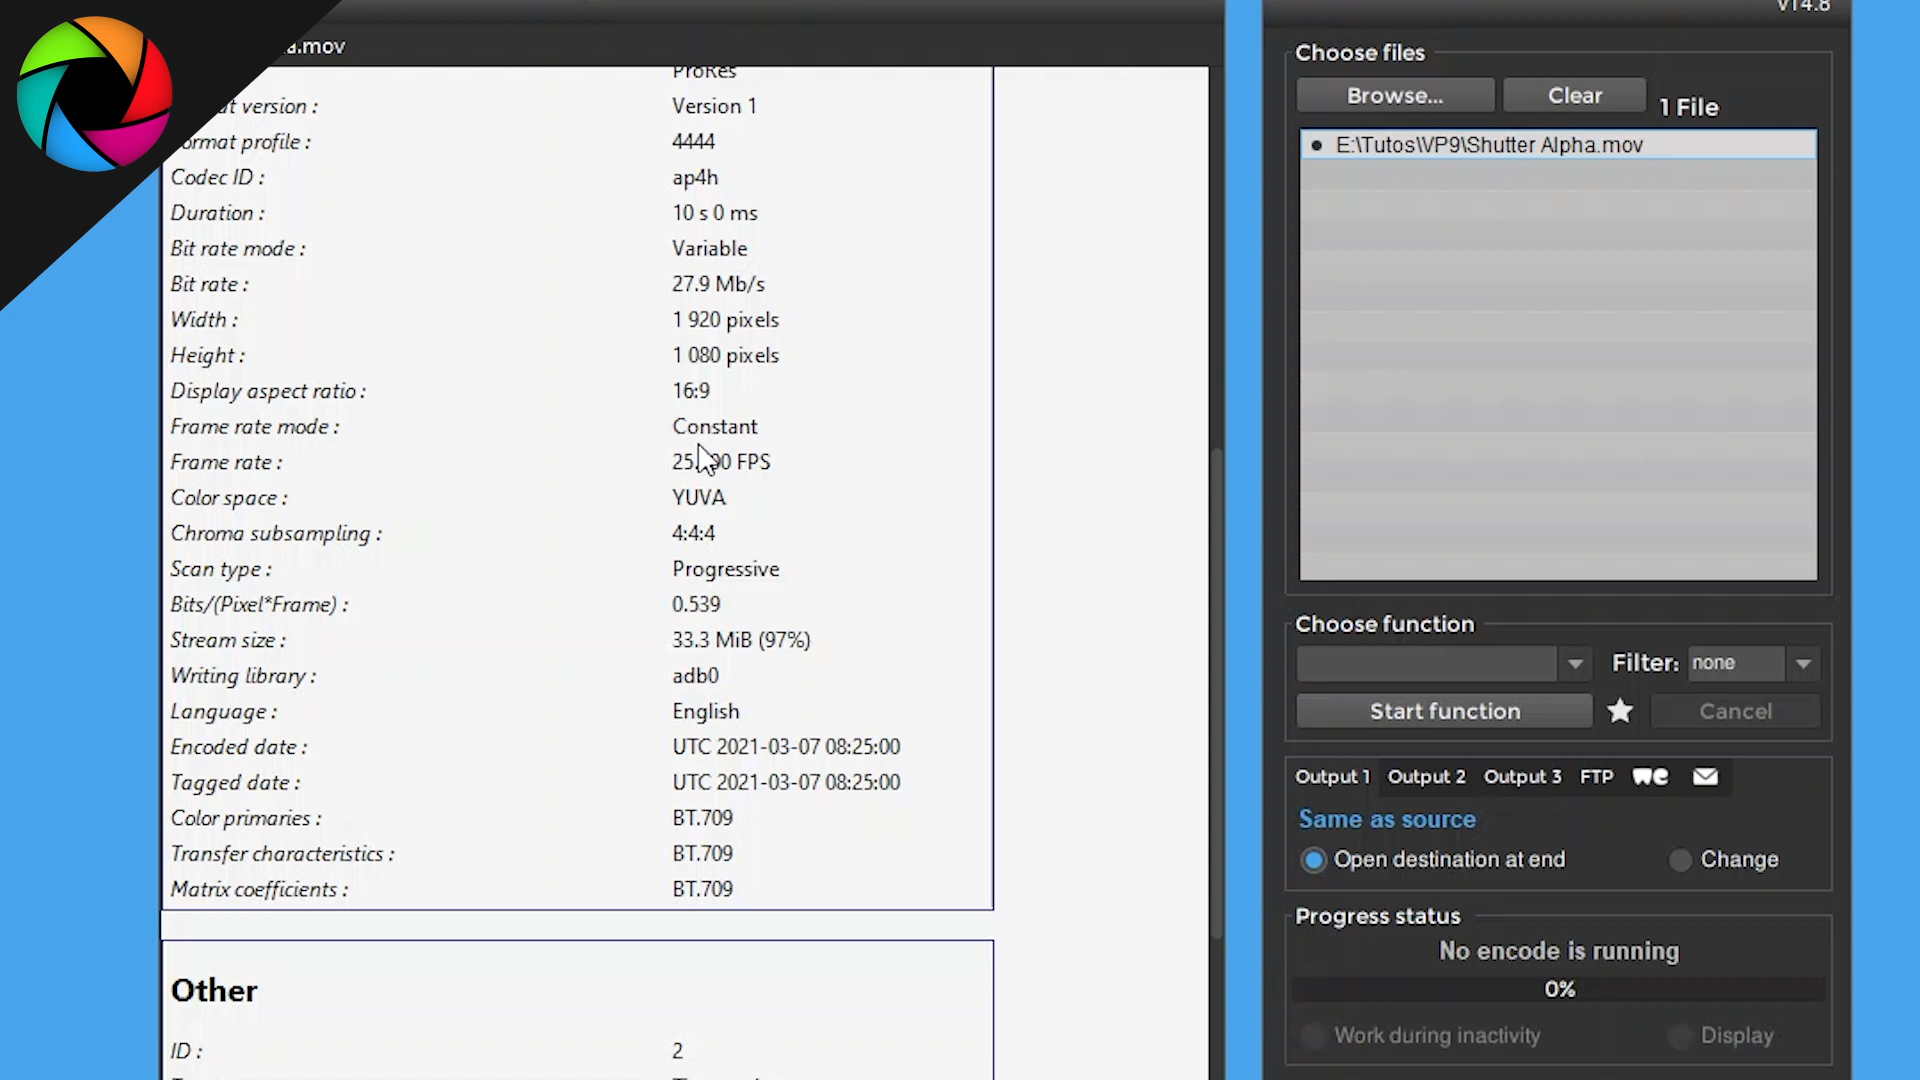 a.mov
ProRes
at version : Version 1
ormat profile : 4444
Codec ID : ap4h
Duration : 10 s 0 ms
Bit rate mode : Variable
Bit rate : 27.9 Mb/s
Width : 1 920 pixels
Height : 1 080 pixels
Display aspect ratio : 16:9
Frame rate mode : Constant
Frame rate : FPS
Color space : YUVA
Chroma subsampling : 4:4:4
Scan type : Progressive
Bits/(Pixel*Frame) : 0.539
Stream size : 33.3 MiB (97%)
Writing library : adb0
Language : English
Encoded date : UTC 2021-03-07 08:25:00
Tagged date : UTC 2021-03-07 08:25:00
Color primaries : BT.709
Transfer characteristics : BT.709
Matrix coefficients : BT.709
Other
ID : 2
v14.8
Choose files
Browse... Clear 1 File
E:\Tutos\VP9\Shutter Alpha.mov
Choose function
Filter: none
Start function Cancel
Output 1 Output 2 Output 3 FTP we
Same as source
Open destination at end Change
Progress status
No encode is running
0%
Work during inactivity Display